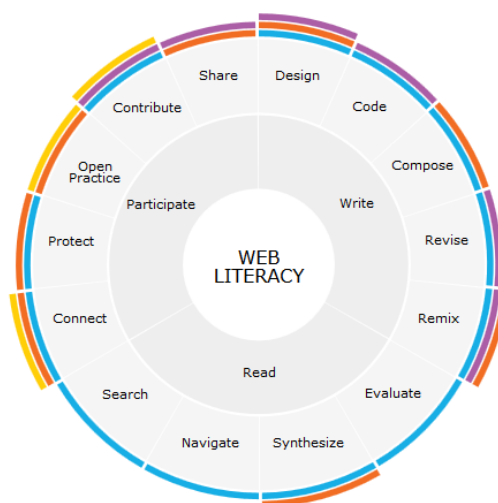 Share
Design
Contribute
Code
Open
Practice
Compose
Participate
Write
Protect
Revise
WEB
LITERACY
Connect
Remix
Read
Search
Evaluate
Navigate
Synthesize